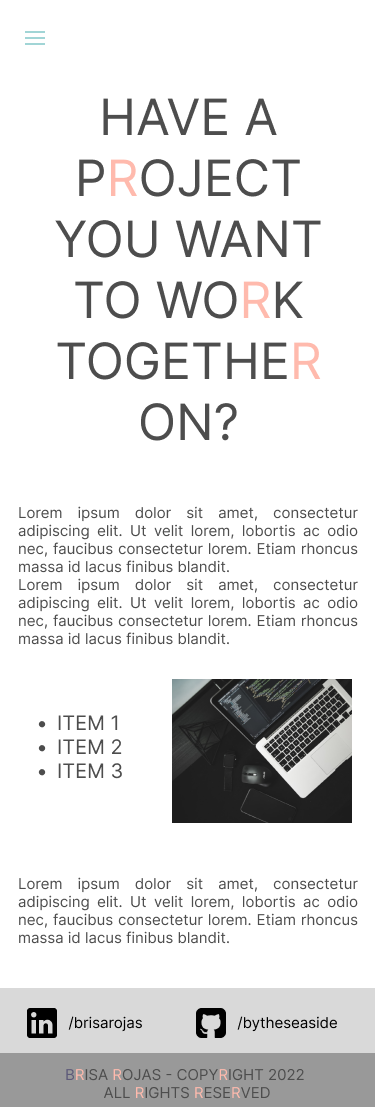 HAVE A
PROJECT
YOU WANT
TO WORK
TOGETHER
ON?
Lorem ipsum dolor sit amet, consectetur
adipiscing elit. Ut velit lorem, lobortis ac odio
nec, faucibus consectetur lorem. Etiam rhoncus
massa id lacus finibus blandit.
Lorem ipsum dolor sit amet, consectetur
adipiscing elit. Ut velit lorem, lobortis ac odio
nec, faucibus consectetur lorem. Etiam rhoncus
massa id lacus finibus blandit.
• ITEM 1
• ITEM 2
• ITEM 3
Lorem ipsum dolor sit amet, consectetur
adipiscing elit. Ut velit lorem, lobortis ac odio
nec, faucibus consectetur lorem. Etiam rhoncus
massa id lacus finibus blandit.
in /brisarojas /bytheseaside
BRISA ROJAS - COPYRIGHT 2022
ALL RIGHTS RESERVED